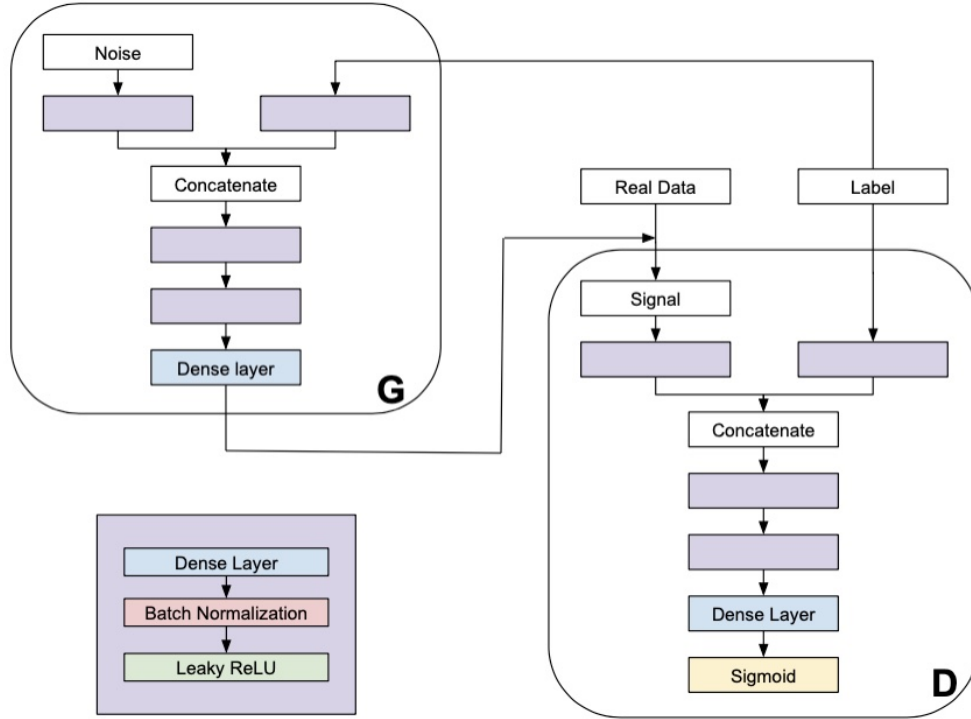 Noise
Concatenate
Dense layer
G
Real Data
Label
Signal
Concatenate
Dense Layer
Sigmoid
D
Dense Layer
Batch Normalization
Leaky ReLU